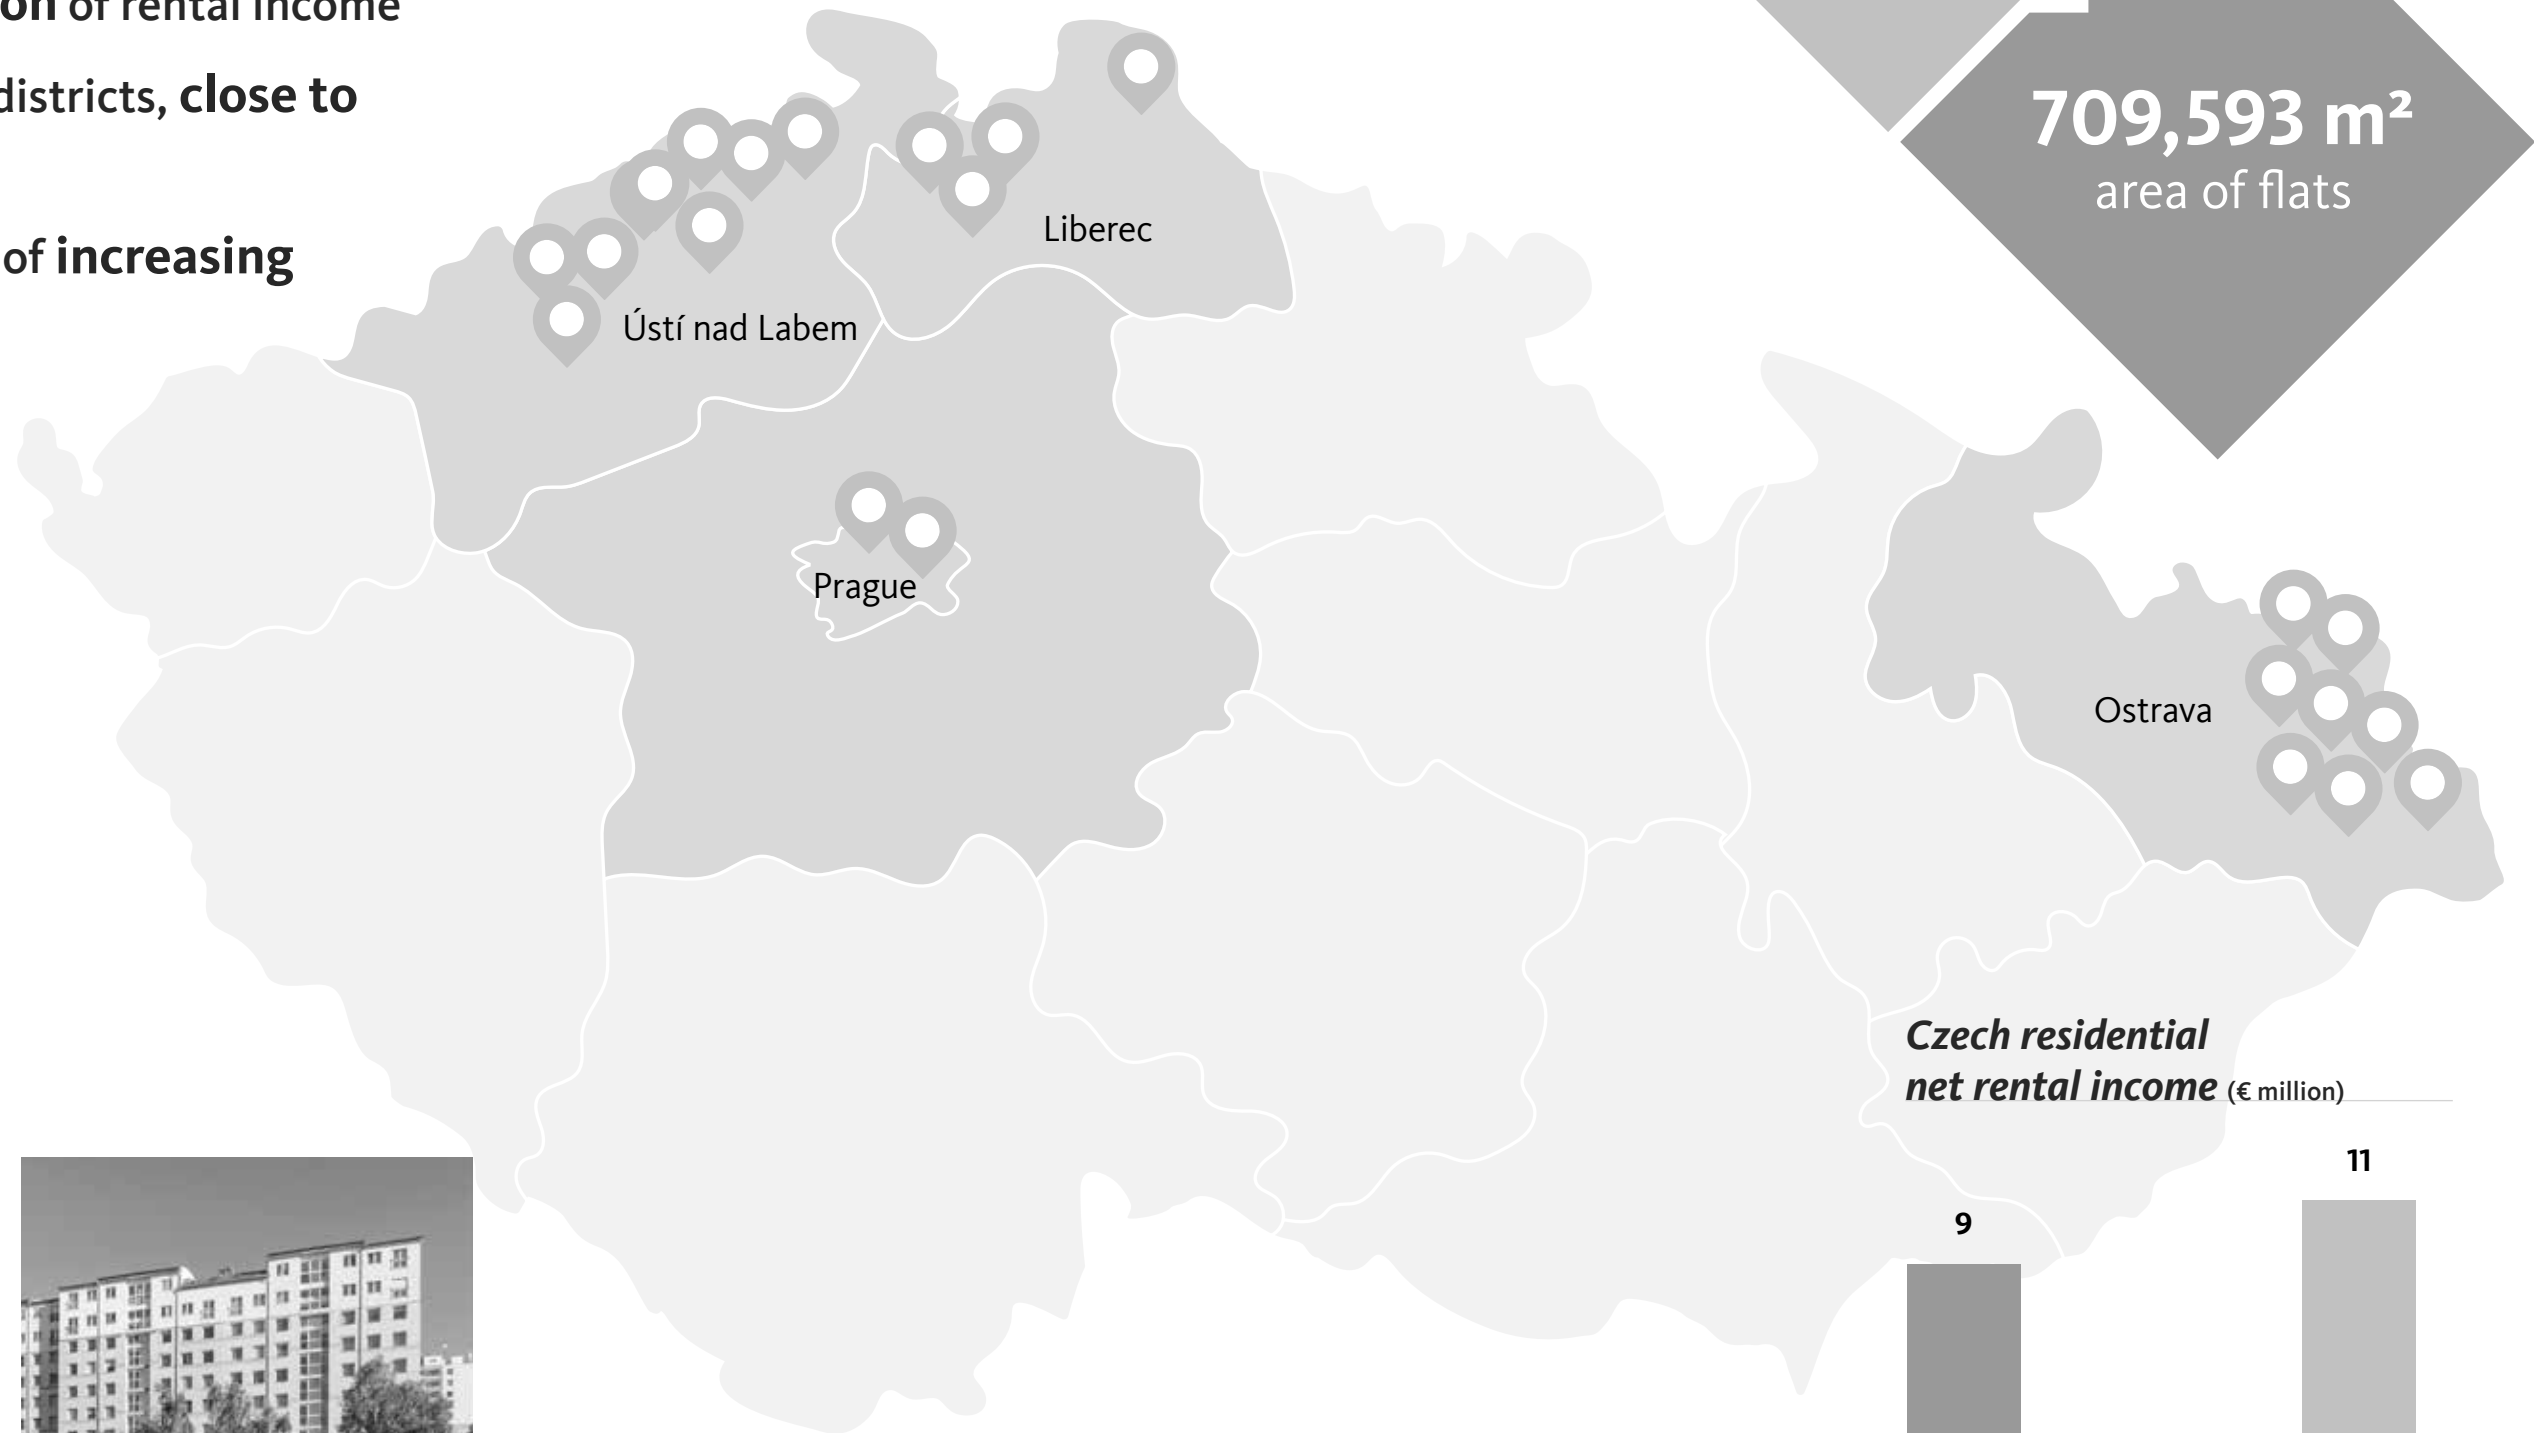 of rental income
districts, close to
of increasing
709,593 m²
area of flats
Liberec
Ústí nad Labem
Prague
Ostrava
Czech residential
net rental income (€ million)
11
9